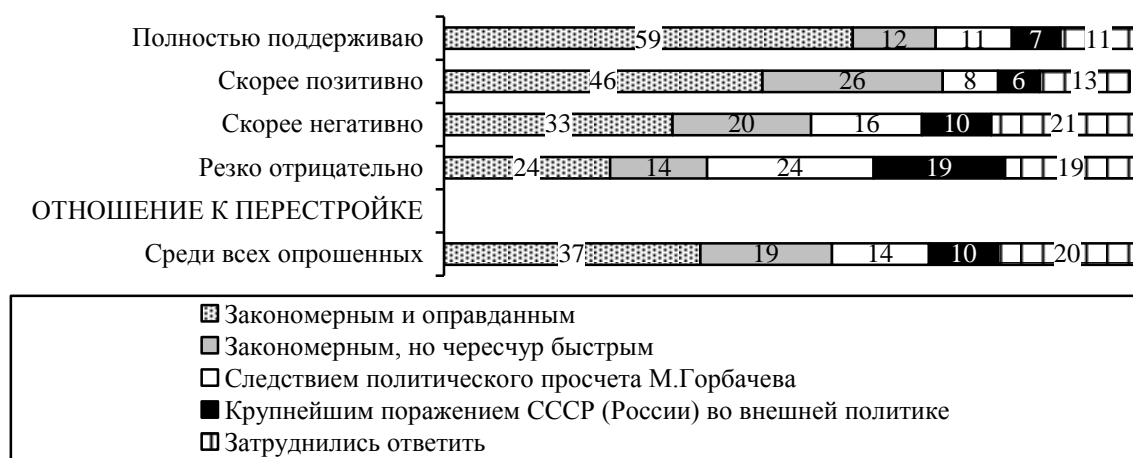 Полностью поддерживаю 59 12 11 7 11
Скорее позитивно 46 26 8 6 13
Скорее негативно 33 20 16 10 21
Резко отрицательно 24 14 24 19 19
ОТНОШЕНИЕ К ПЕРЕСТРОЙКЕ
Среди всех опрошенных 37 19 14 10 20
Закономерным и оправданным
Закономерным, но чересчур быстрым
Следствием политического просчета М.Горбачева
Крупнейшим поражением СССР (России) во внешней политике
Затруднились ответить